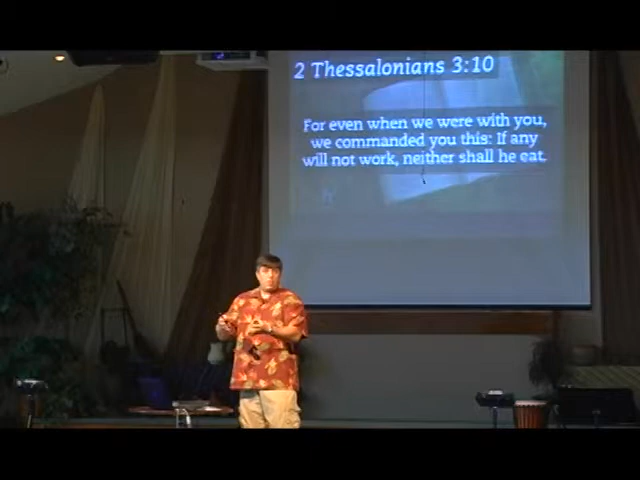 2 Thessalonians 3:10
For even when we were with you,
we commanded you this: If any
will not work, neither shall he eat.